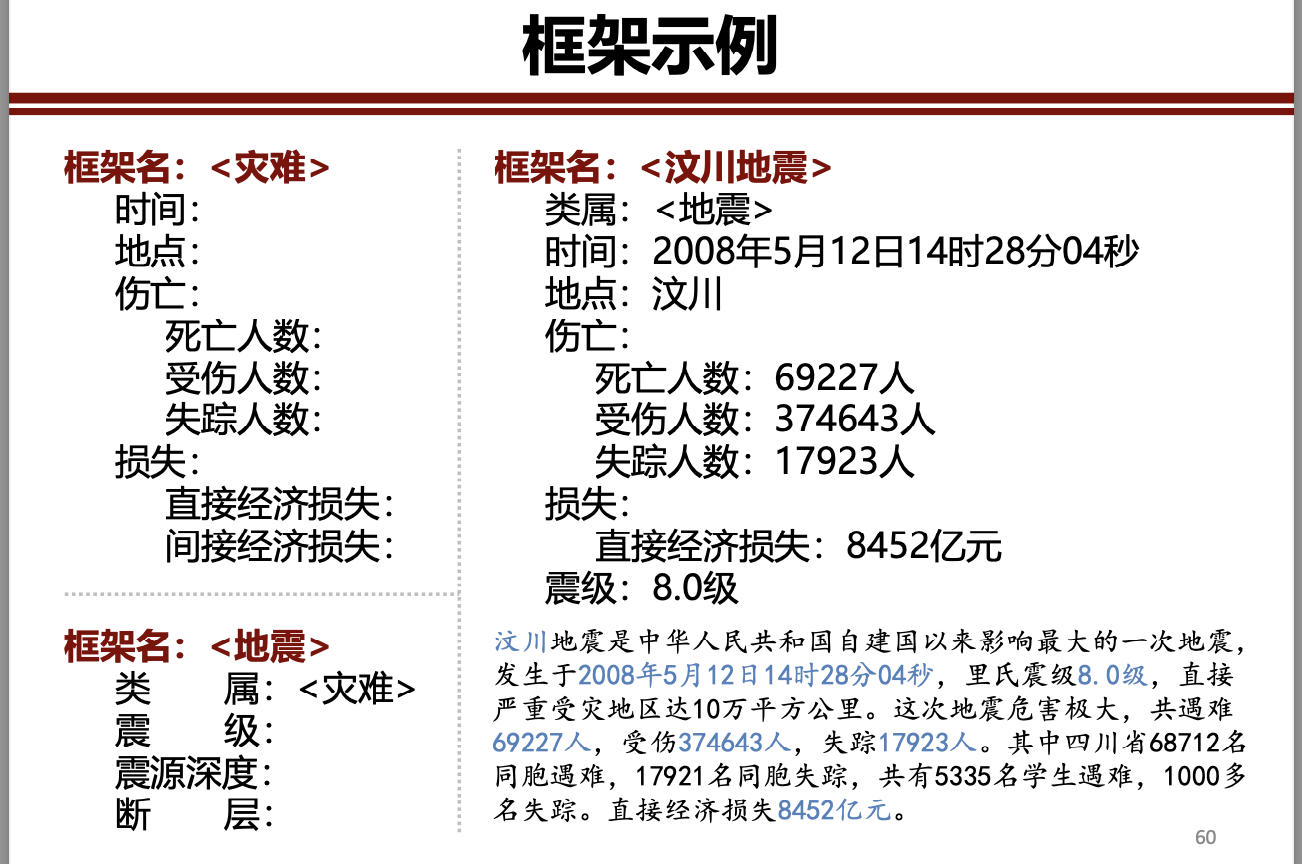 框架示例
框架名：<灾难>
时间：
地点：
伤亡：
死亡人数：
受伤人数：
失踪人数：
损失：
直接经济损失：
间接经济损失：
框架名：<地震>
类　　属：<灾难>
震　　级：
震源深度：
断　　层：
框架名：<汶川地震>
类属：<地震>
时间：2008年5月12日14时28分04秒
地点：汶川
伤亡：
死亡人数：69227人
受伤人数：374643人
失踪人数：17923人
损失：
直接经济损失：8452亿元
震级：8.0级
汶川地震是中华人民共和国自建国以来影响最大的一次地震，
发生于2008年5月12日14时28分04秒，里氏震级8.0级，直接
严重受灾地区达10万平方公里。这次地震危害极大，共遇难
69227人，受伤374643人，失踪17923人。其中四川省68712名
同胞遇难，17921名同胞失踪，共有5335名学生遇难，1000多
名失踪。直接经济损失8452亿元。
60